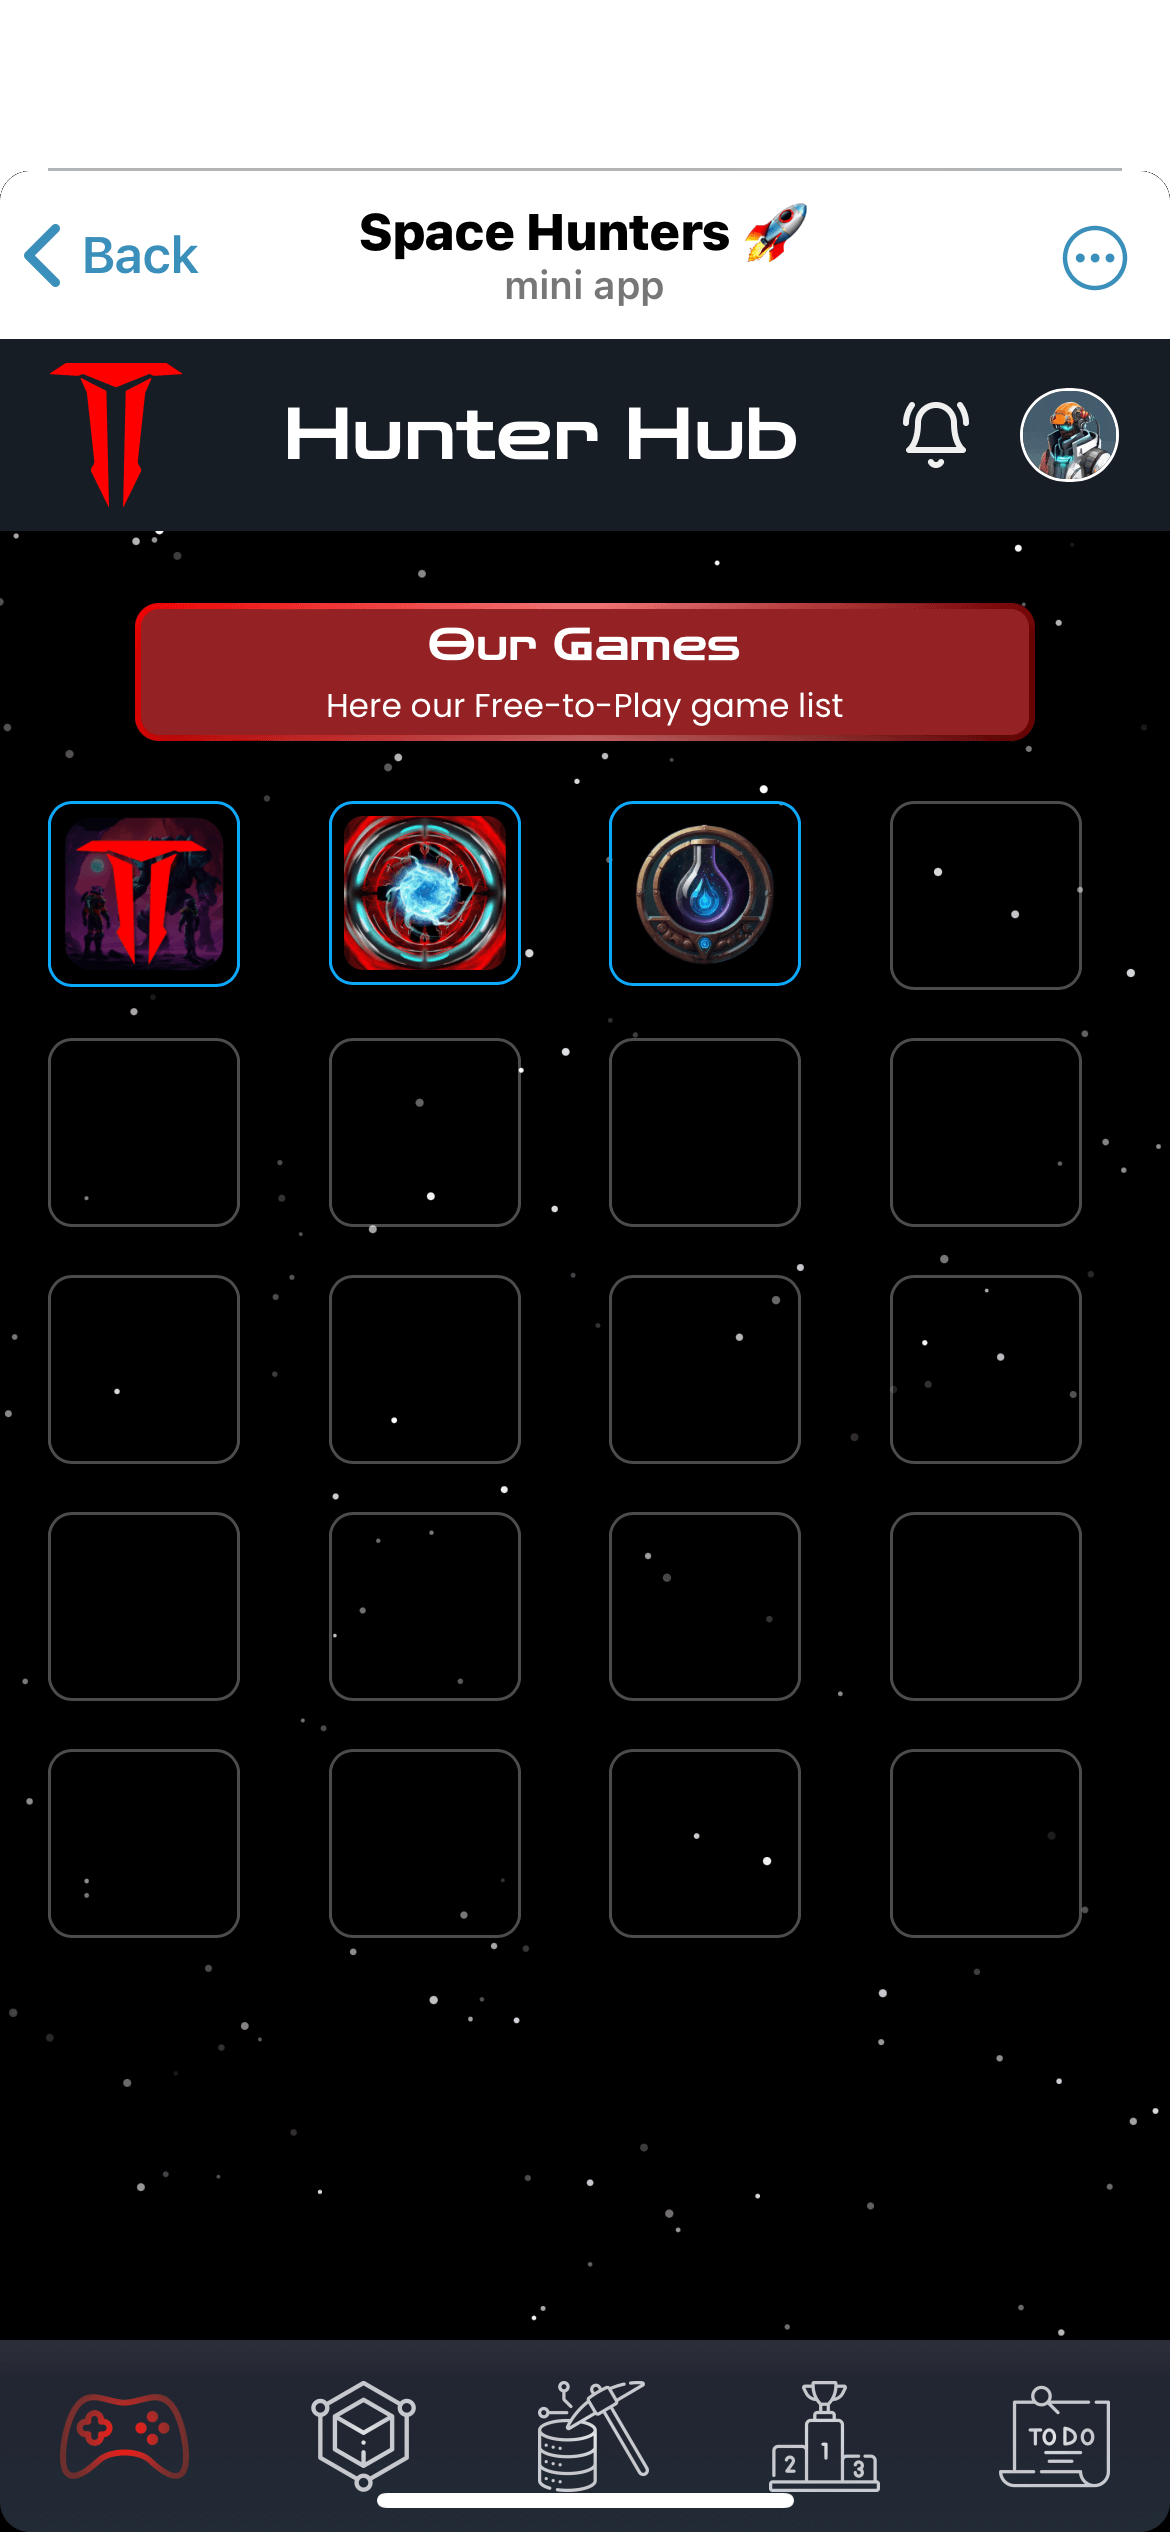 Back
Space Hunters 🚀
mini app
Hunter Hub
Our Games
Here our Free-to-Play game list
2
1
3
TO DO